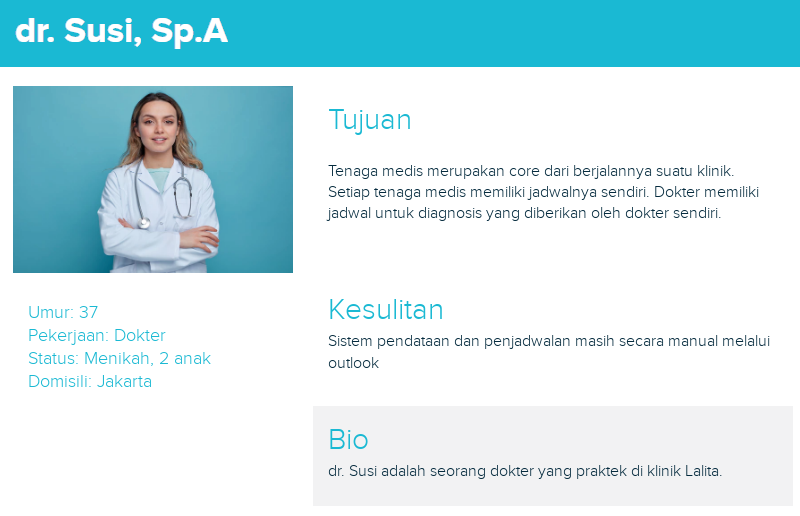 dr. Susi, Sp.A
Tujuan
Tenaga medis merupakan core dari berjalannya suatu klinik.
Setiap tenaga medis memiliki jadwalnya sendiri. Dokter memiliki
jadwal untuk diagnosis yang diberikan oleh dokter sendiri.
Umur: 37
Pekerjaan: Dokter
Status: Menikah, 2 anak
Domisili: Jakarta
Kesulitan
Sistem pendataan dan penjadwalan masih secara manual melalui
outlook
Bio
dr. Susi adalah seorang dokter yang praktek di klinik Lalita.